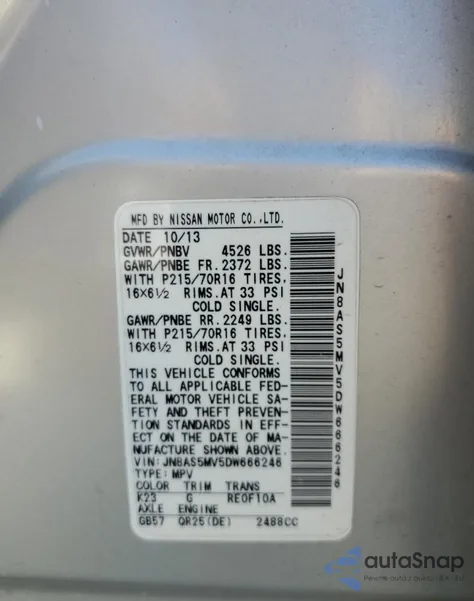 MFD BY NISSAN MOTOR CO.,LTD.
DATE 10/13
GVWR/PNBV 4526 LBS.
GAWR/PNBE FR. 2372 LBS.
WITH P215/70R16 TIRES.
16X6½ RIMS. AT 33 PSI
COLD SINGLE.
GAWR/PNBE RR. 2249 LBS.
WITH P215/70R16 TIRES.
16X6½ RIMS. AT 33 PSI
COLD SINGLE.
THIS VEHICLE CONFORMS
TO ALL APPLICABLE FED-
ERAL MOTOR VEHICLE SA-
FETY AND THEFT PREVEN-
TION STANDARDS IN EFF-
ECT ON THE DATE OF MA-
NUFACTURE SHOWN ABOVE.
VIN: JN8AS5MV5DW666246
TYPE: MPV
COLOR TRIM TRANS
K23 G RE0F10A
AXLE ENGINE
GB57 QR25(DE) 2488CC
JN8AS5MV5DW666246
autoSnap